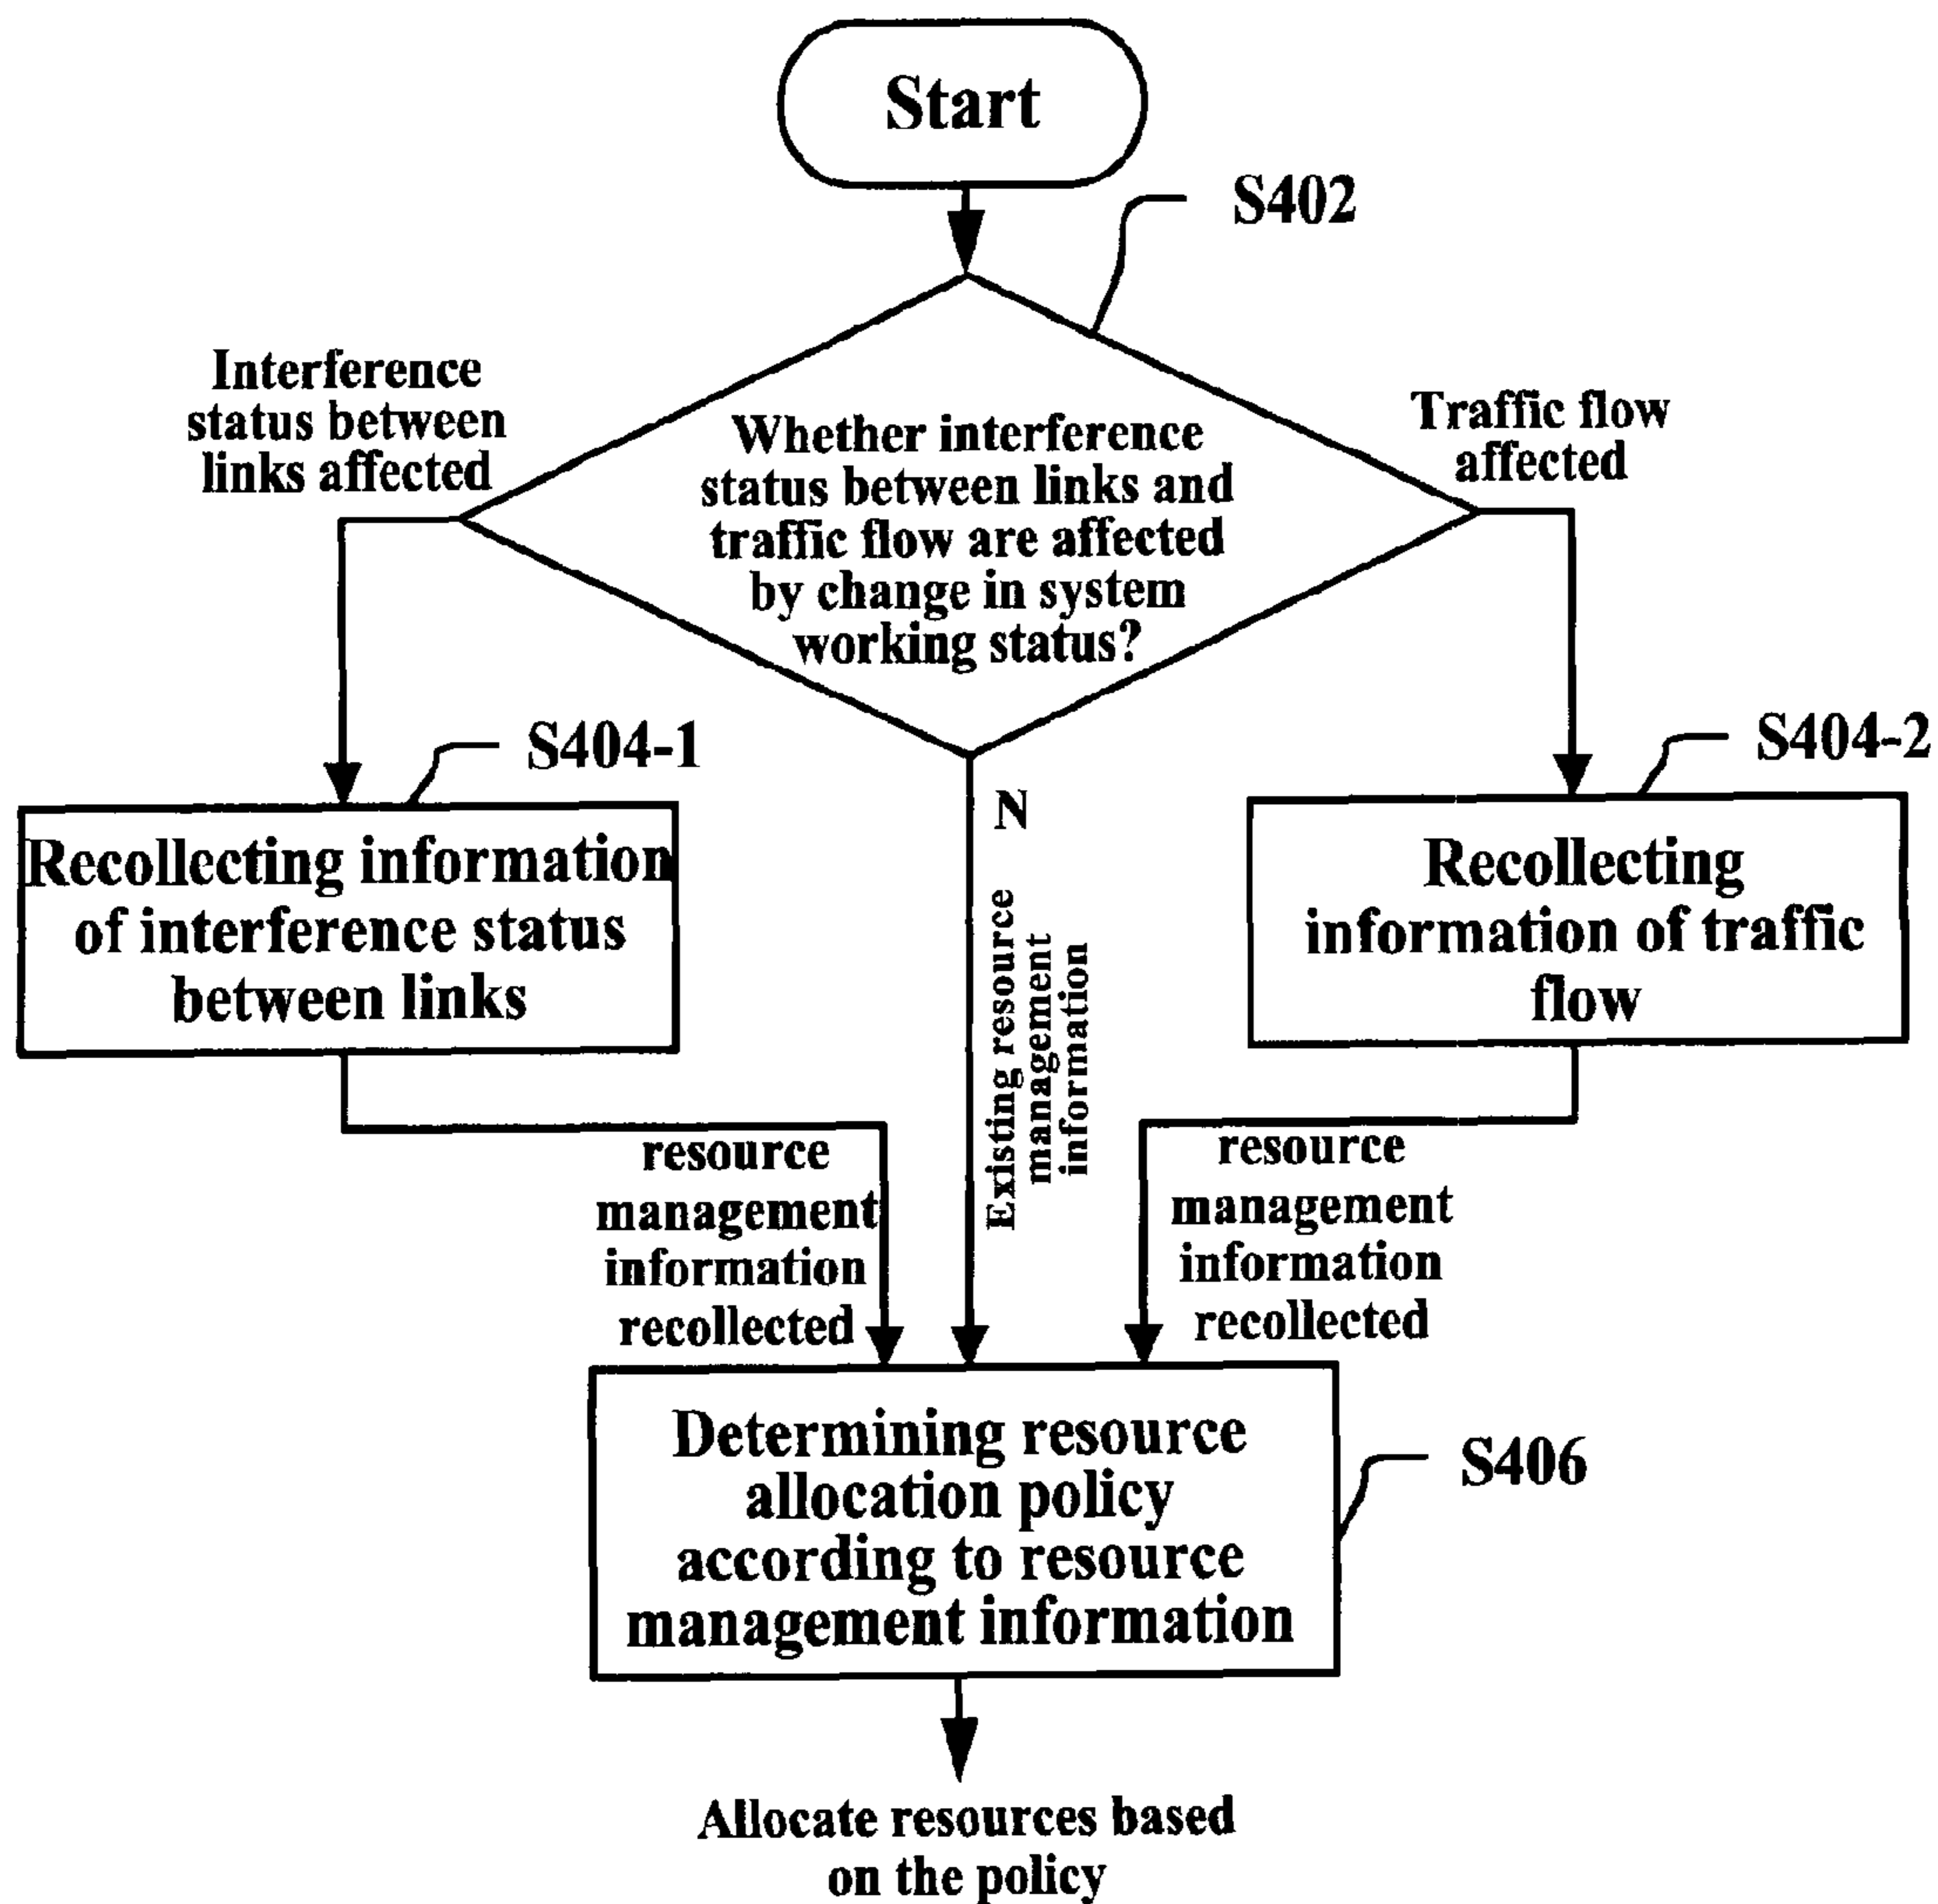 Start
S402
Interference
status between
links affected
Whether interference
status between links and
traffic flow are affected
by change in system
working status?
Traffic flow
affected
S404-1
S404-2
Recollecting information
of interference status
between links
N
Existing resource
management
information
Recollecting
information of traffic
flow
resource
management
information
recollected
resource
management
information
recollected
Determining resource
allocation policy
according to resource
management information
S406
Allocate resources based
on the policy